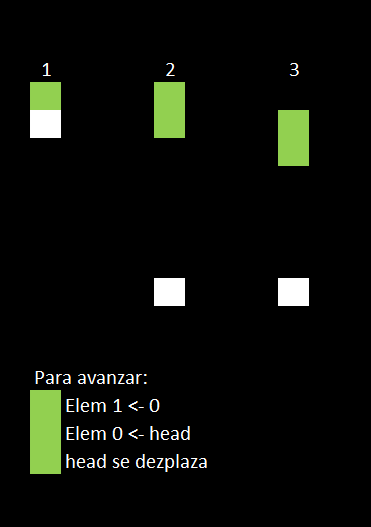 1 2 3
Para avanzar:
Elem 1 <- 0
Elem 0 <- head
head se dezplaza